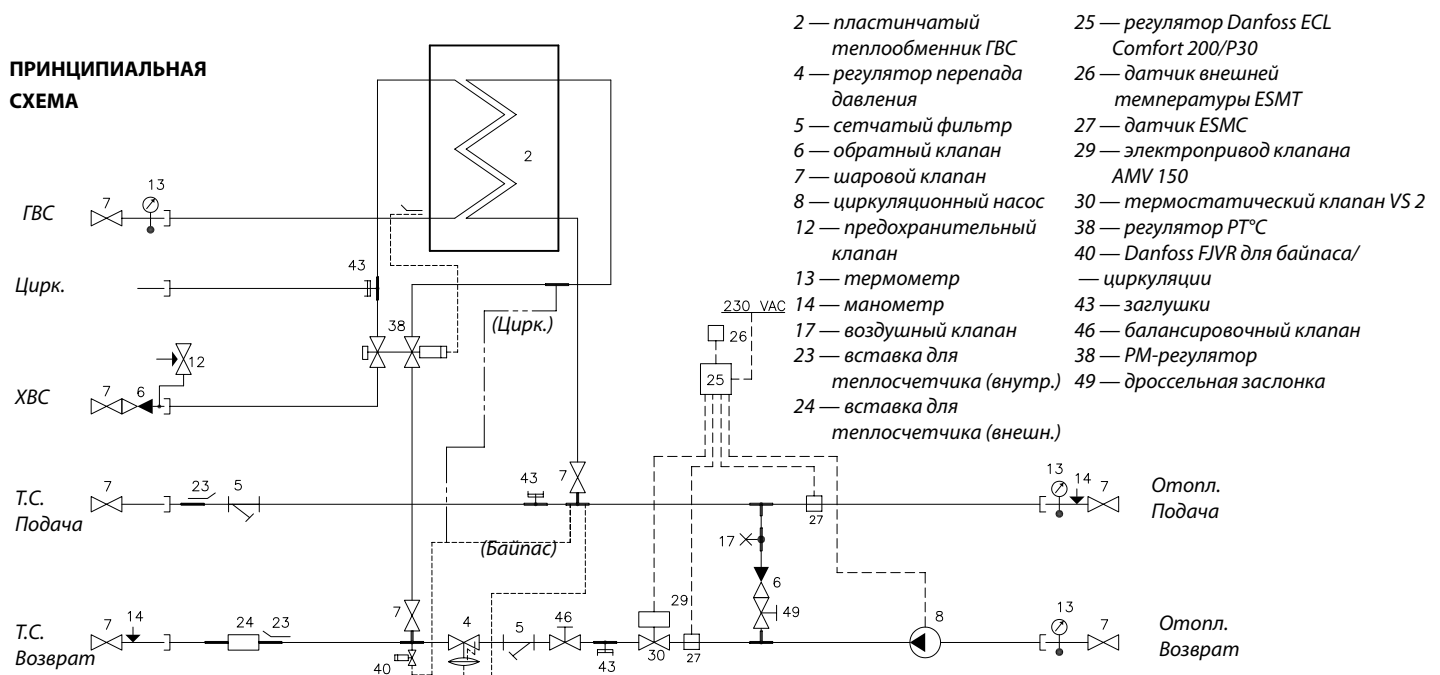 ПРИНЦИПИАЛЬНАЯ
СХЕМА
2 — пластинчатый
теплообменник ГВС
4 — регулятор перепада
давления
5 — сетчатый фильтр
6 — обратный клапан
7 — шаровой клапан
8 — циркуляционный насос
12 — предохранительный
клапан
13 — термометр
14 — манометр
17 — воздушный клапан
23 — вставка для
теплосчетчика (внутр.)
24 — вставка для
теплосчетчика (внешн.)
25 — регулятор Danfoss ECL
Comfort 200/P30
26 — датчик внешней
температуры ESMT
27 — датчик ESMC
29 — электропривод клапана
AMV 150
30 — термостатический клапан VS 2
38 — регулятор PT°C
40 — Danfoss FJVR для байпаса/
— циркуляции
43 — заглушки
46 — балансировочный клапан
38 — РМ-регулятор
49 — дроссельная заслонка
2
ГВС
7
13
Цирк.
43
38
(Цирк.)
230 VAC
26
25
ХВС
7
6
12
Т.С.
Подача
7
23
5
43
7
27
13
14
7
Отопл.
Подача
(Байпас)
17
6
49
Т.С.
Возврат
7
14
24
23
7
40
4
5
46
43
29
30
27
8
13
7
Отопл.
Возврат